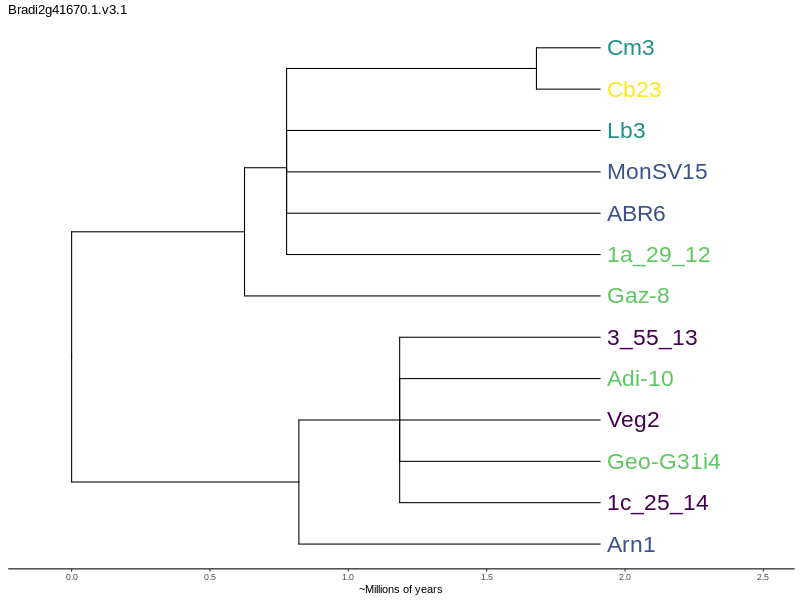 Bradi2g41670.1.v3.1
Cm3
Cb23
Lb3
MonSV15
ABR6
1a_29_12
Gaz-8
3_55_13
Adi-10
Veg2
Geo-G31i4
1c_25_14
Arn1
0.0 0.5 1.0 1.5 2.0 2.5
~Millions of years